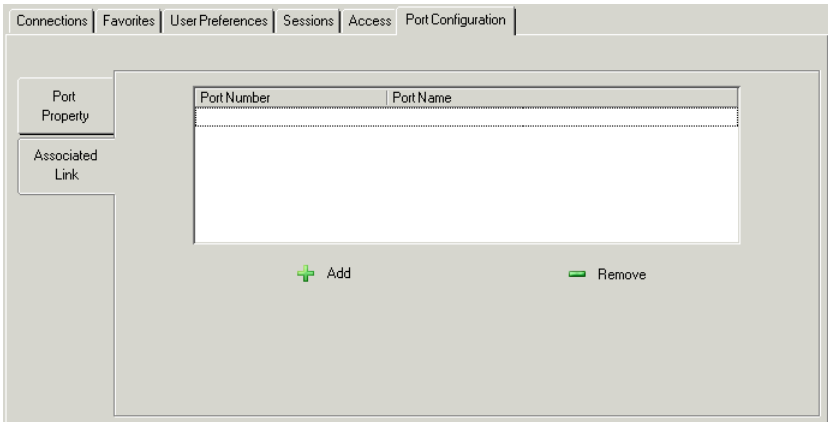 Connections Favorites User Preferences Sessions Access Port Configuration
Port Property
Port Number Port Name
Associated Link
Add Remove